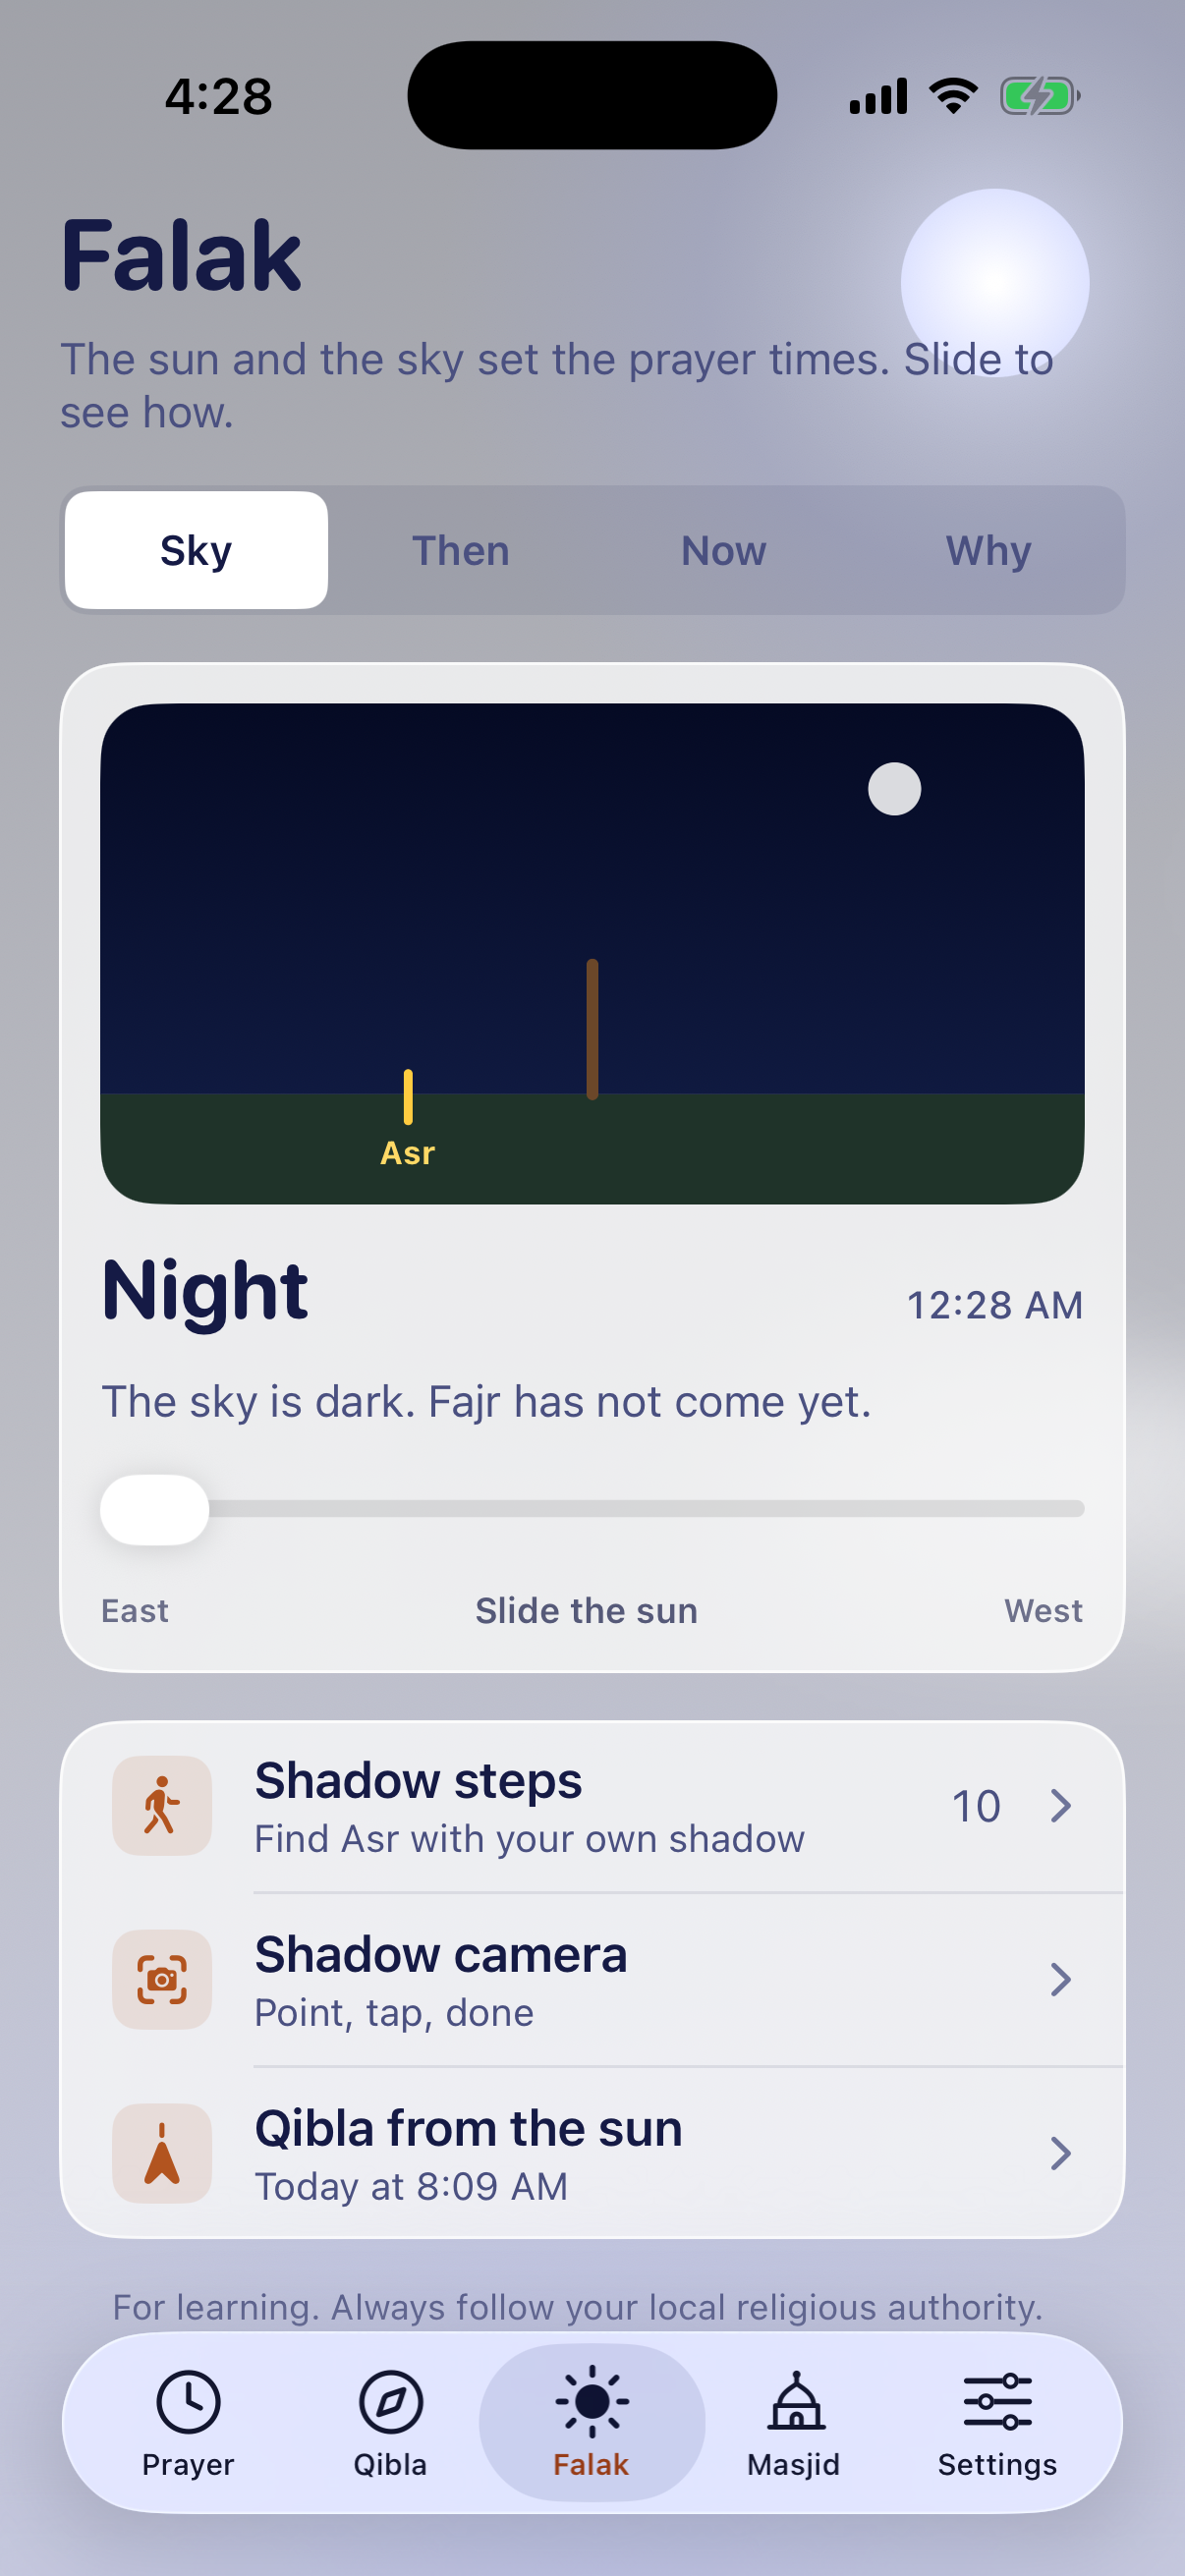 4:28
Falak
The sun and the sky set the prayer times. Slide to
see how.
Sky
Then
Now
Why
Asr
Night
12:28 AM
The sky is dark. Fajr has not come yet.
East
Slide the sun
West
Shadow steps
10
Find Asr with your own shadow
Shadow camera
Point, tap, done
Qibla from the sun
Today at 8:09 AM
For learning. Always follow your local religious authority.
Prayer
Qibla
Falak
Masjid
Settings